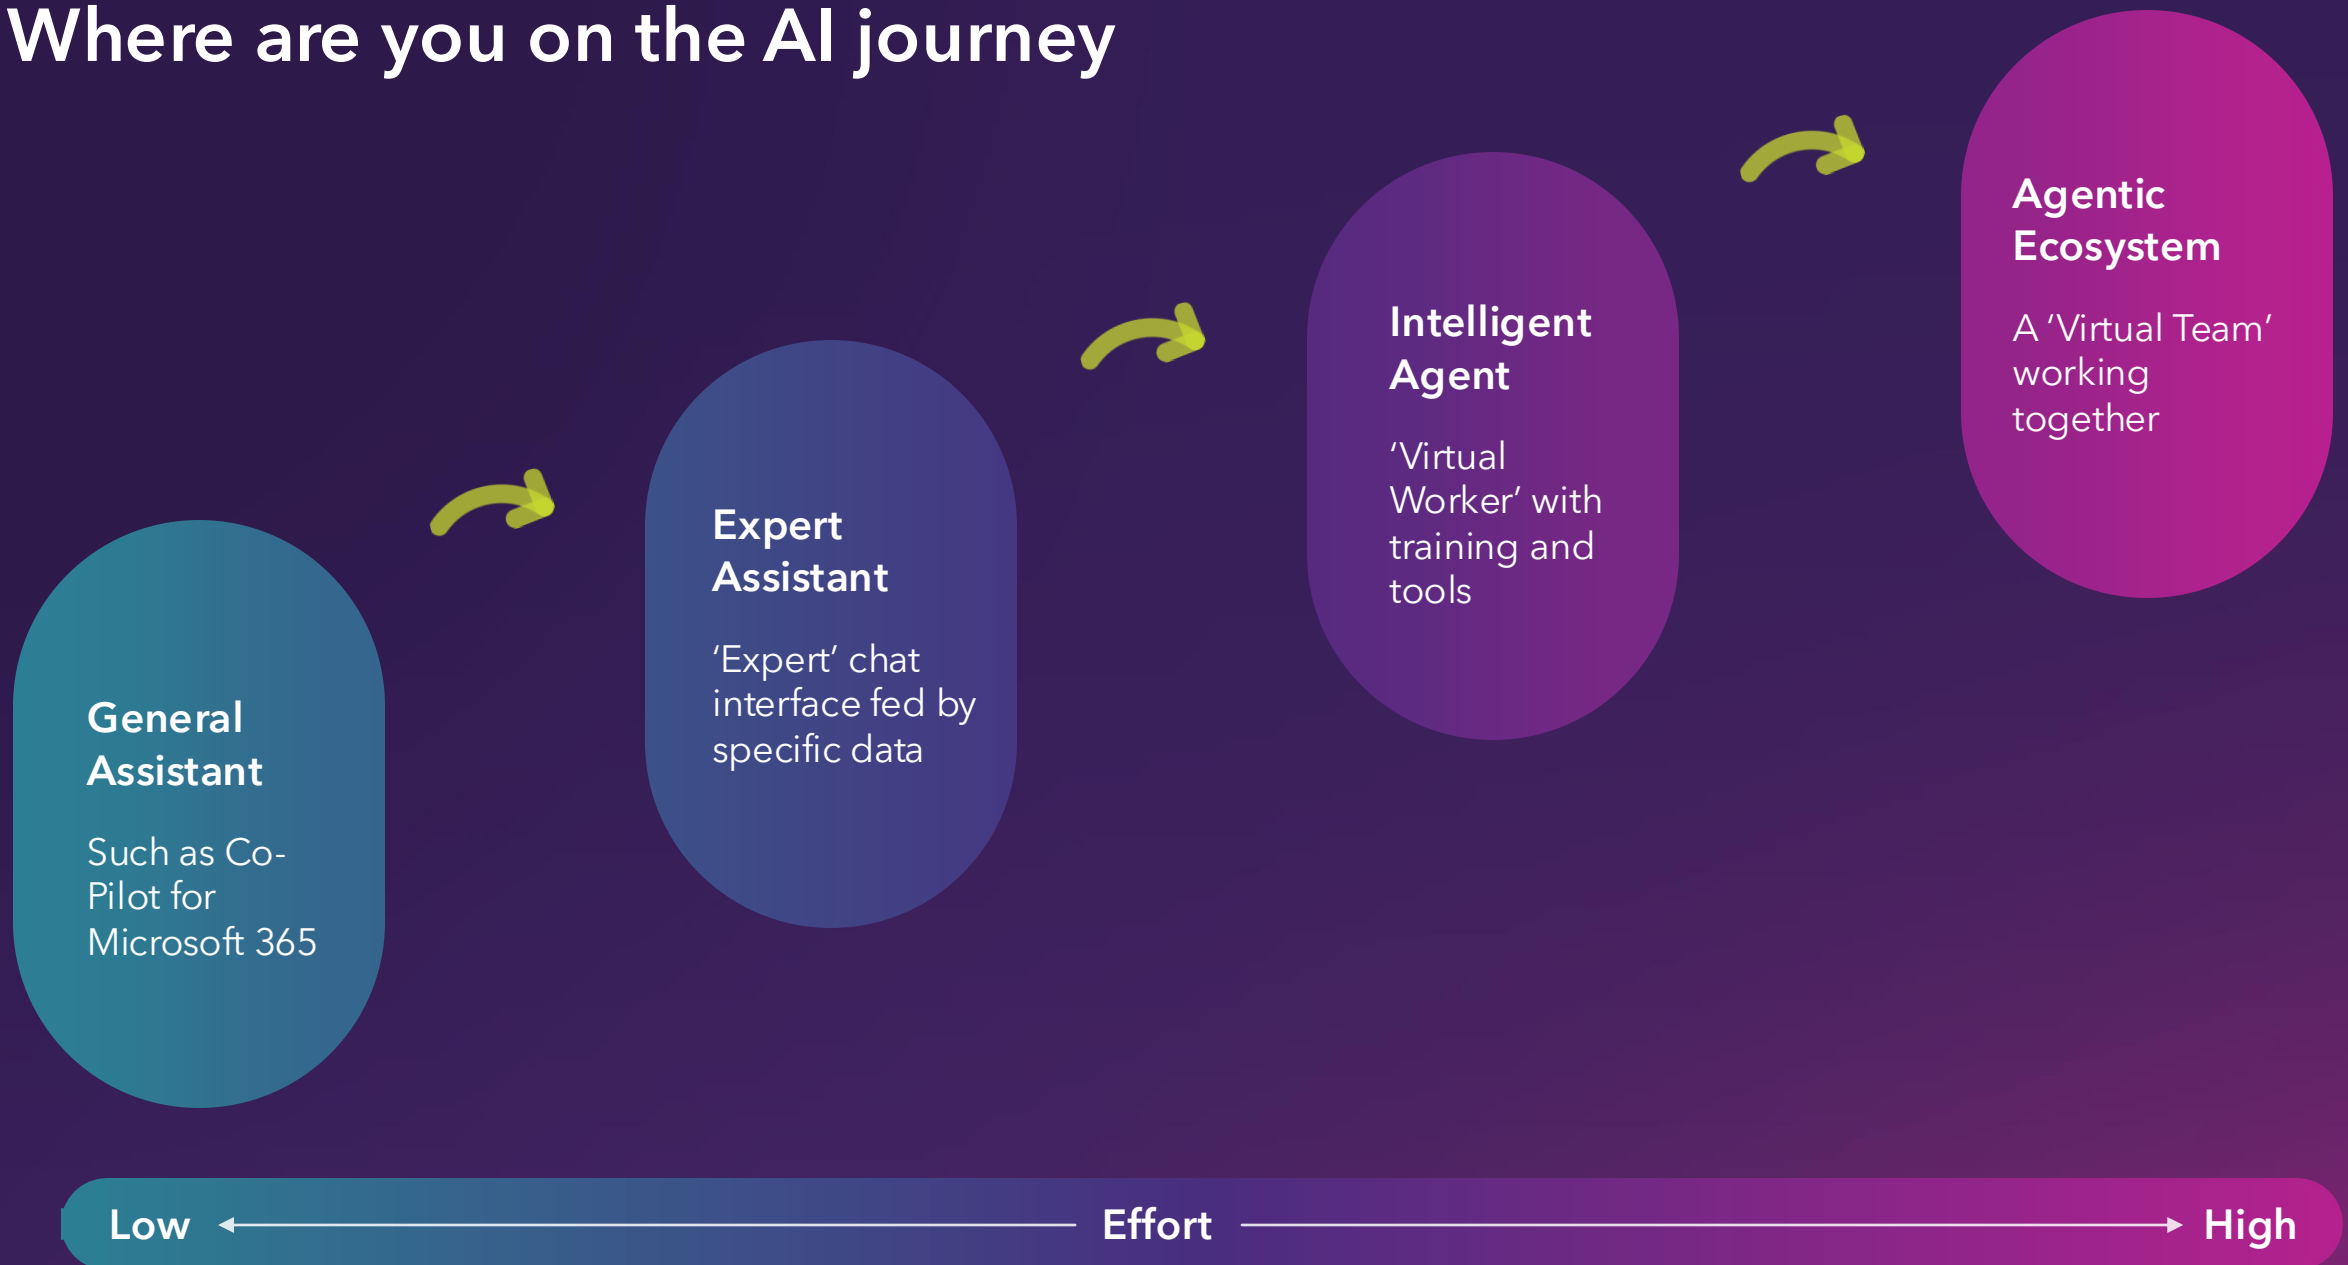 Where are you on the AI journey
General
Assistant
Such as Co-
Pilot for
Microsoft 365
Expert
Assistant
‘Expert’ chat
interface fed by
specific data
Intelligent
Agent
‘Virtual
Worker’ with
training and
tools
Agentic
Ecosystem
A ‘Virtual Team’
working
together
Low
Effort
High